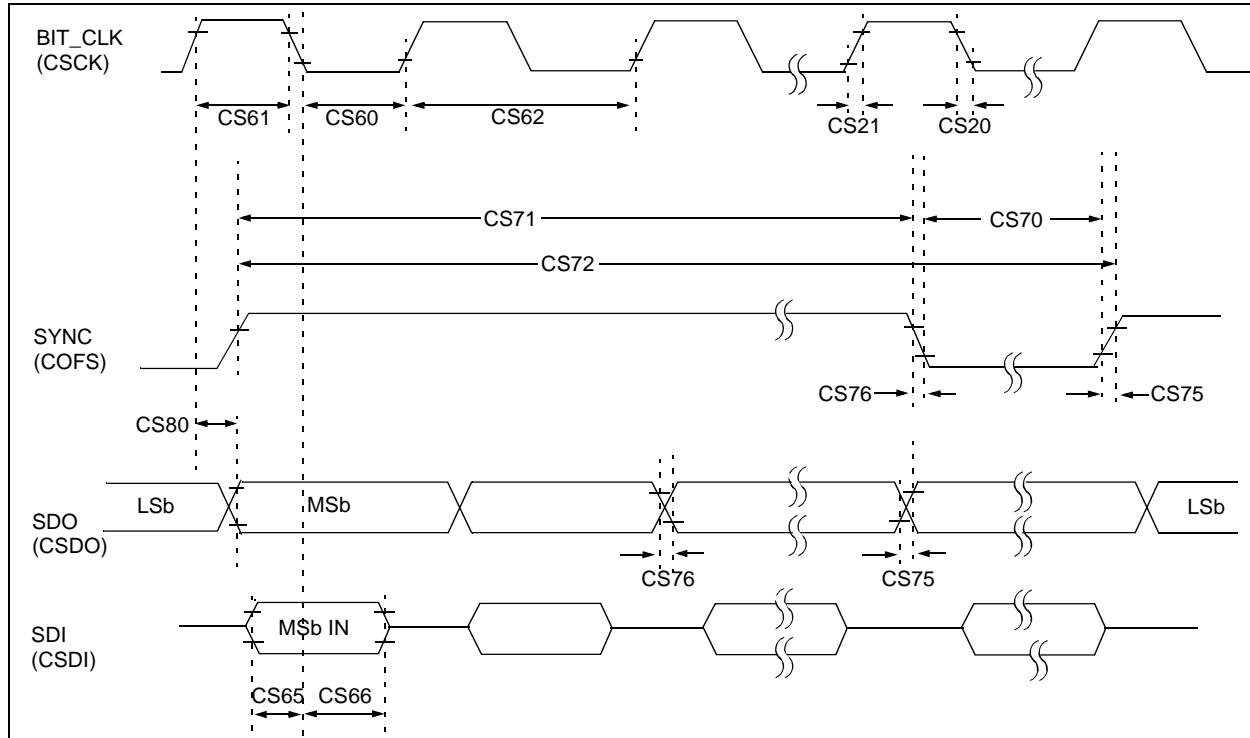 BIT_CLK
(CSCK)
CS61
CS60
CS62
CS21
CS20
CS71
CS70
CS72
SYNC
(COFS)
CS76
CS75
CS80
LSb
MSb
LSb
SDO
(CSDO)
CS76
CS75
MSb IN
SDI
(CSDI)
CS65
CS66